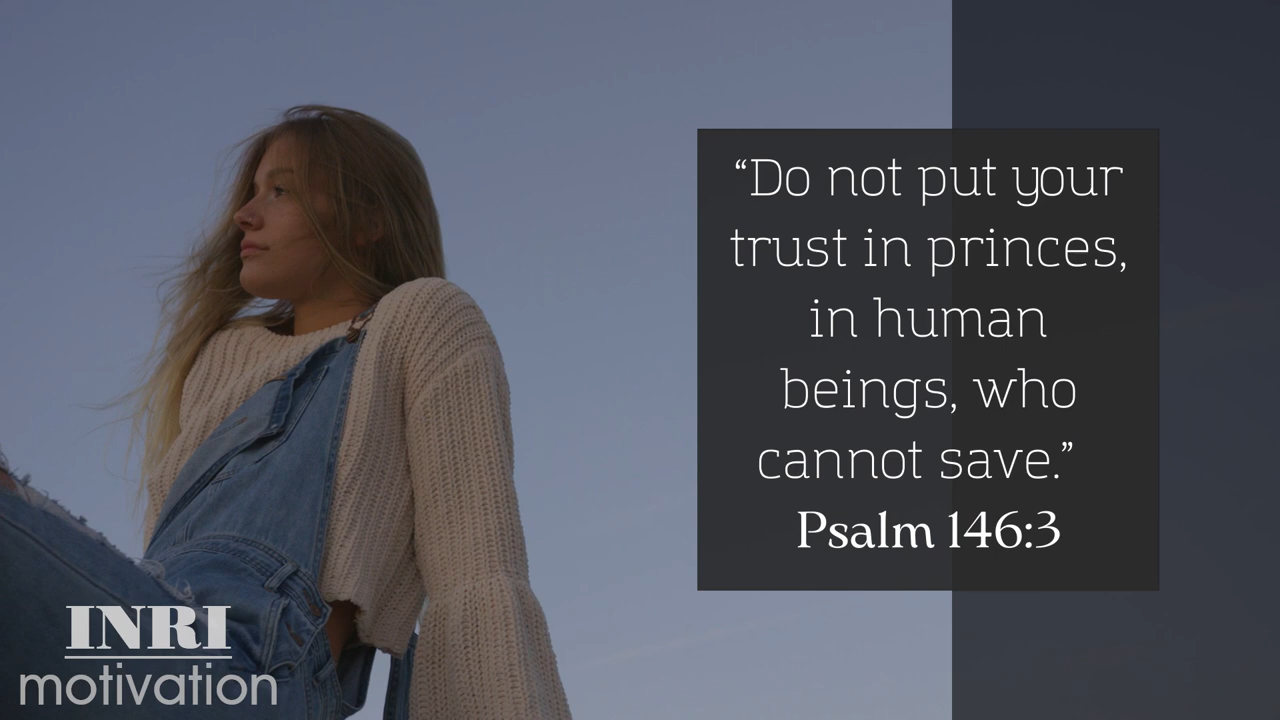 “Do not put your
trust in princes,
in human
beings, who
cannot save.”
Psalm 146:3
INRI
motivation